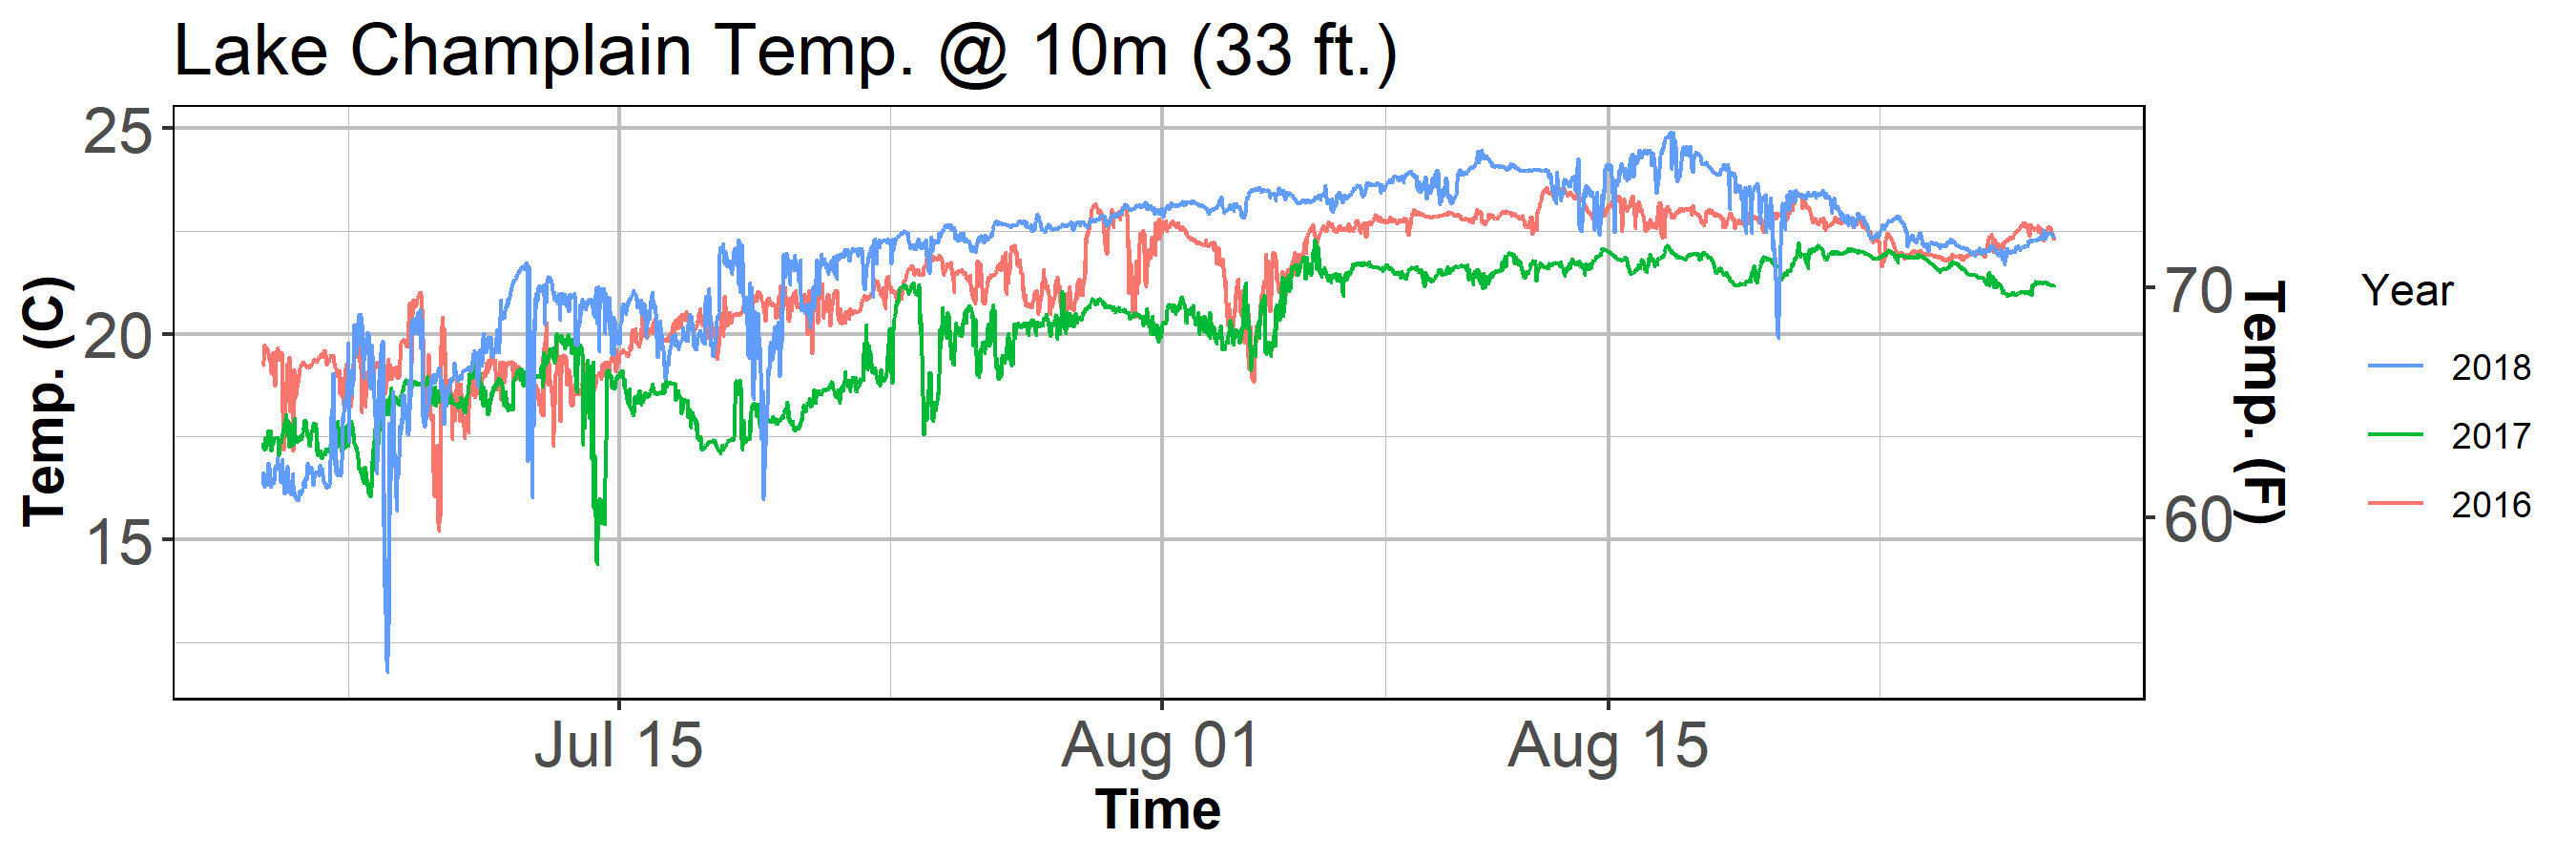 Lake Champlain Temp. @ 10m (33 ft.)
25
20
15
Temp. (C)
70
60
Temp. (F)
Jul 15
Aug 01
Aug 15
Time
Year
2018
2017
2016